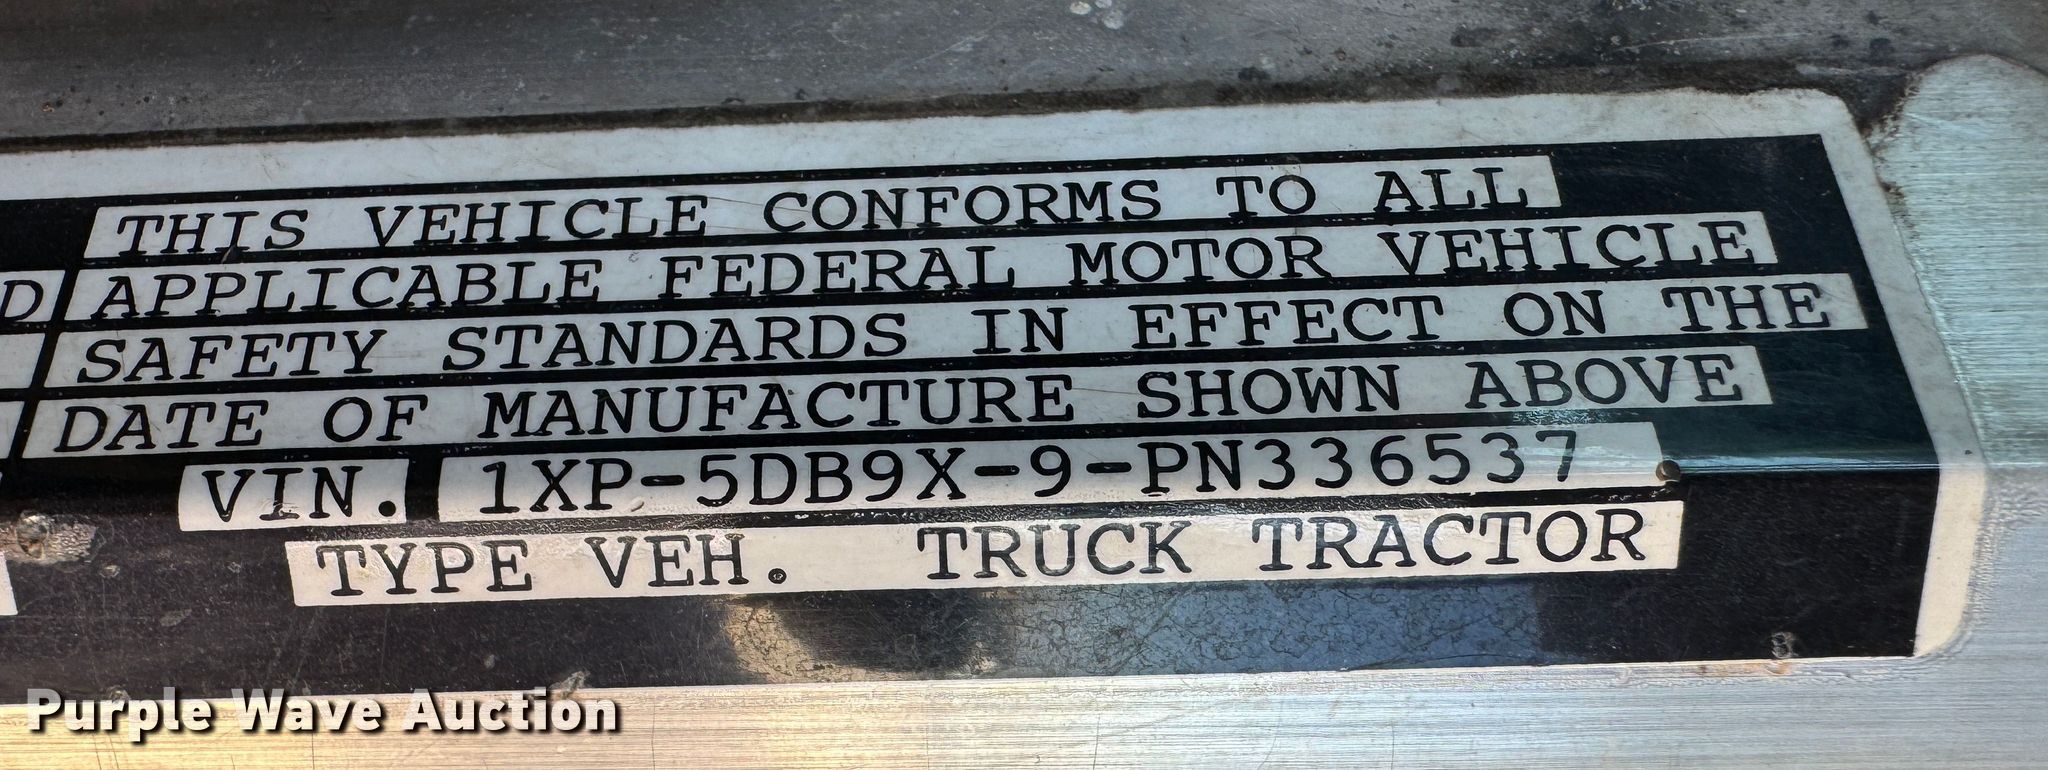 THIS VEHICLE CONFORMS TO ALL
D APPLICABLE FEDERAL MOTOR VEHICLE
SAFETY STANDARDS IN EFFECT ON THE
DATE OF MANUFACTURE SHOWN ABOVE
VIN. 1XP-5DB9X-9-PN336537
TYPE VEH. TRUCK TRACTOR
Purple Wave Auction